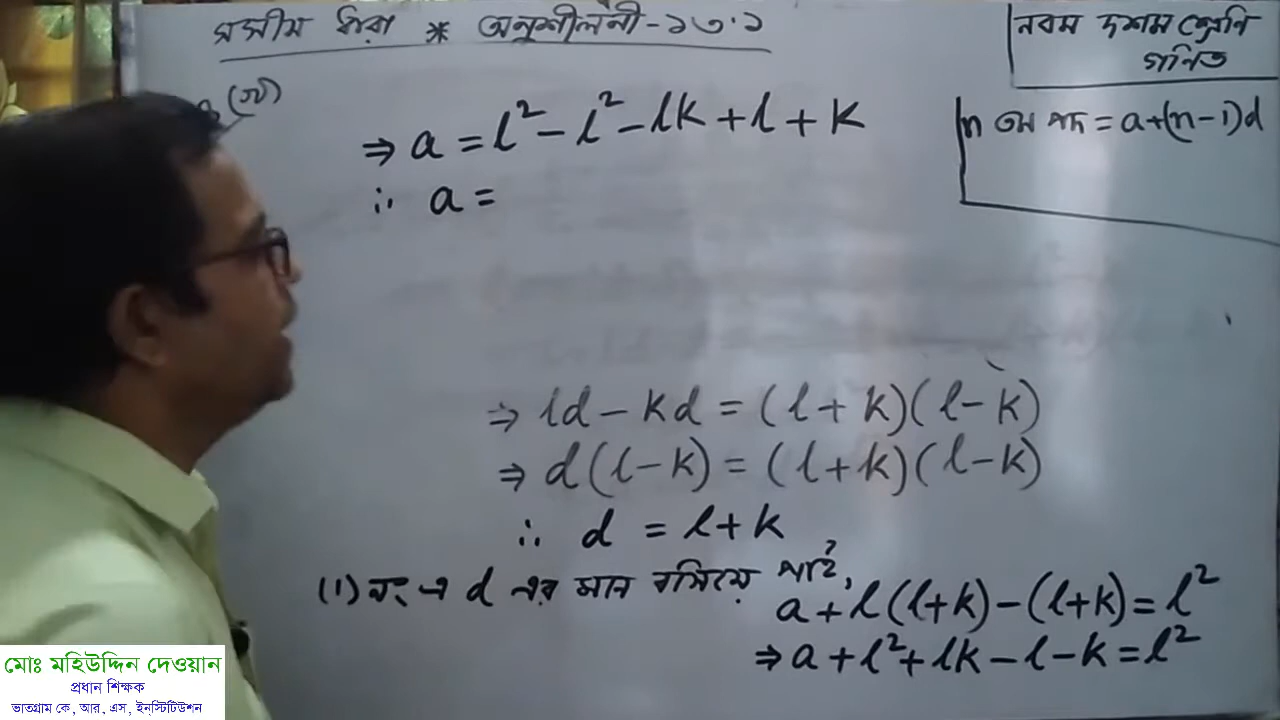 সসীম ধারা * অনুশীলনী-১৩.১
নবম দশম শ্রেনি
গনিত
(গ)
⇒ a = l² - l² - lk + l + k
∴ a =
n তম পদ = a+(n-1)d
⇒ ld - kd = (l+k)(l-k)
⇒ d(l-k) = (l+k)(l-k)
∴ d = l+k
(1) নং এ d এর মান বসিয়ে পাই,
a + l(l+k) - (l+k) = l²
⇒ a + l² + lk - l - k = l²
মোঃ মহিউদ্দিন দেওয়ান
প্রধান শিক্ষক
ভাতগ্রাম কে, আর, এস, ইনস্টিটিউশন